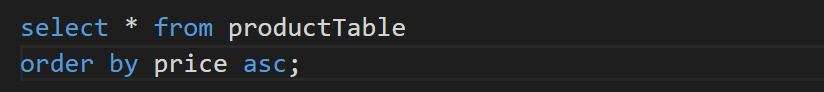 select * from productTable
order by price asc;